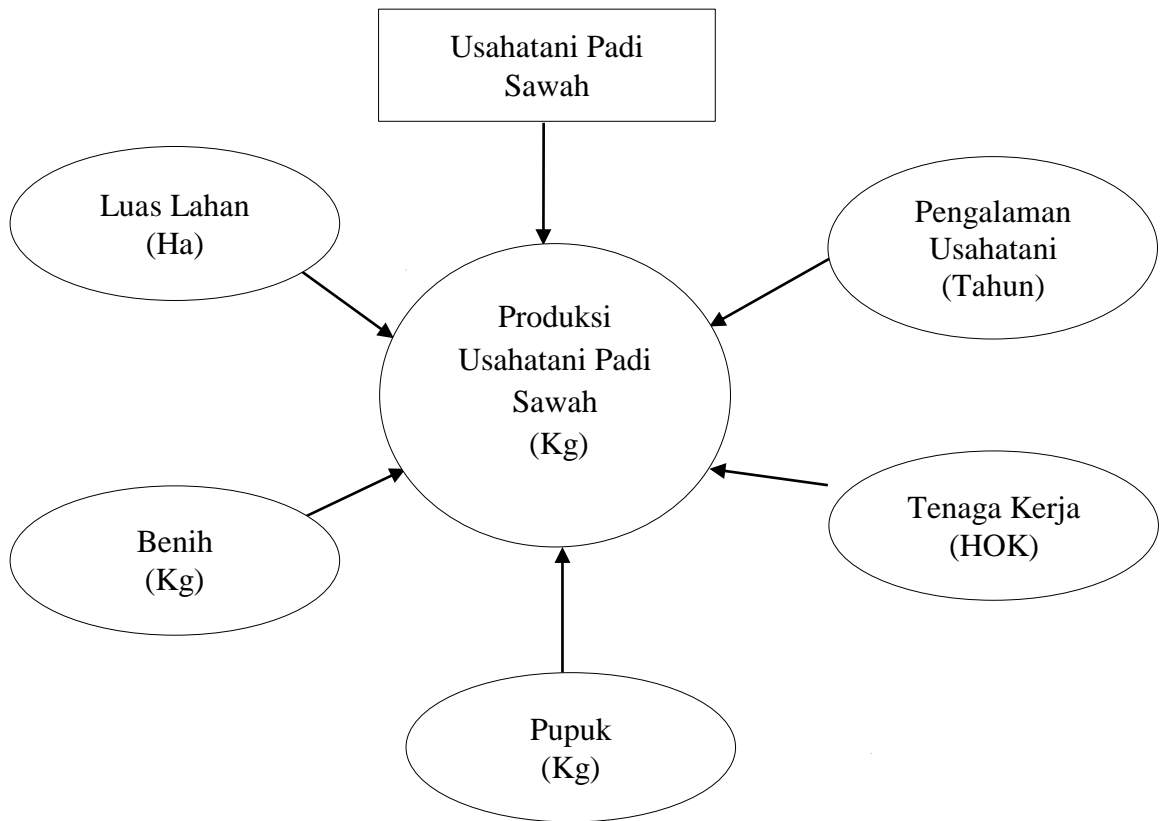 Usahatani Padi
Sawah
Luas Lahan
(Ha)
Pengalaman
Usahatani
(Tahun)
Produksi
Usahatani Padi
Sawah
(Kg)
Benih
(Kg)
Tenaga Kerja
(HOK)
Pupuk
(Kg)